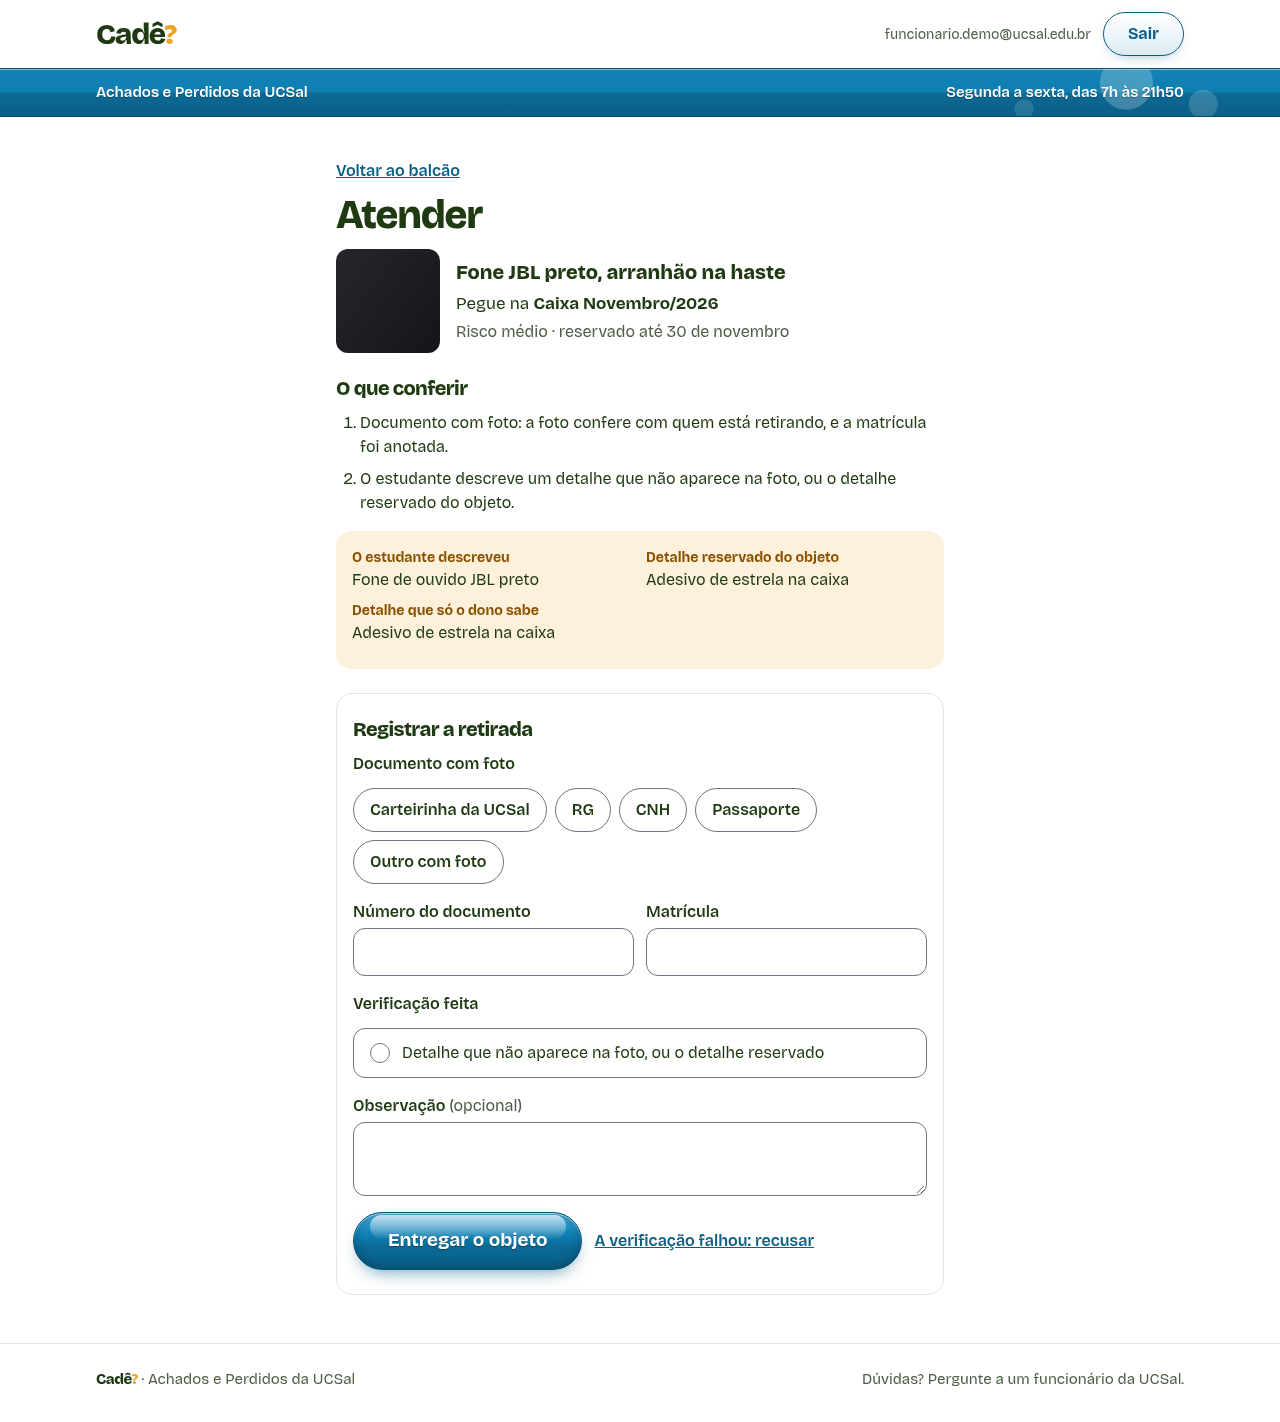 Cadê?
funcionario.demo@ucsal.edu.br
Sair
Achados e Perdidos da UCSal
Segunda a sexta, das 7h às 21h50
Voltar ao balcão
Atender
Fone JBL preto, arranhão na haste
Pegue na Caixa Novembro/2026
Risco médio · reservado até 30 de novembro
O que conferir
1. Documento com foto: a foto confere com quem está retirando, e a matrícula
foi anotada.
2. O estudante descreve um detalhe que não aparece na foto, ou o detalhe
reservado do objeto.
O estudante descreveu
Fone de ouvido JBL preto
Detalhe reservado do objeto
Adesivo de estrela na caixa
Detalhe que só o dono sabe
Adesivo de estrela na caixa
Registrar a retirada
Documento com foto
Carteirinha da UCSal
RG
CNH
Passaporte
Outro com foto
Número do documento
Matrícula
Verificação feita
Detalhe que não aparece na foto, ou o detalhe reservado
Observação (opcional)
Entregar o objeto
A verificação falhou: recusar
Cadê? · Achados e Perdidos da UCSal
Dúvidas? Pergunte a um funcionário da UCSal.